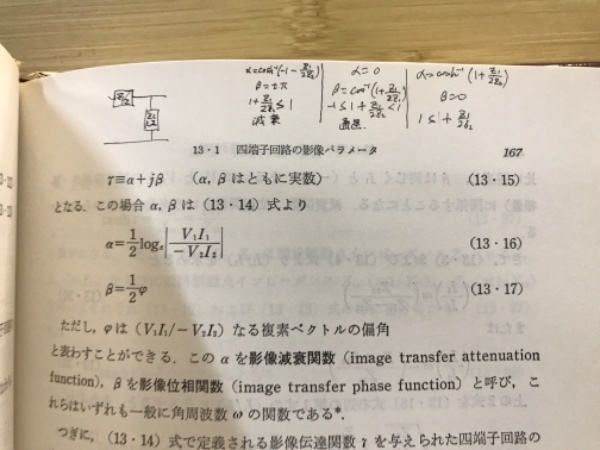 α=cosh⁻¹(-1-Z₁/2Z₂)
β=±π
1+Z₁/2Z₂≤1
減衰
α=0
β=cos⁻¹(1+Z₁/2Z₂)
-1≤1+Z₁/2Z₂<1
通過
α=cosh⁻¹(1+Z₁/2Z₂)
β=0
1≤1+Z₁/2Z₂
13・1 四端子回路の影像パラメータ 167
γ≡α+jβ (α, β はともに実数) (13・15)
となる. この場合 α, β は (13・14) 式より
α=1/2 logₑ|V₁I₁/-V₂I₂| (13・16)
β=1/2 φ (13・17)
ただし, φ は (V₁I₁/-V₂I₂) なる複素ベクトルの偏角
と表わすことができる. この α を影像減衰関数 (image transfer attenuation
function), β を影像位相関数 (image transfer phase function) と呼び, こ
れらはいずれも一般に角周波数 ω の関数である*.
つぎに, (13・14) 式で定義される影像伝達関数 γ を与えられた四端子回路の